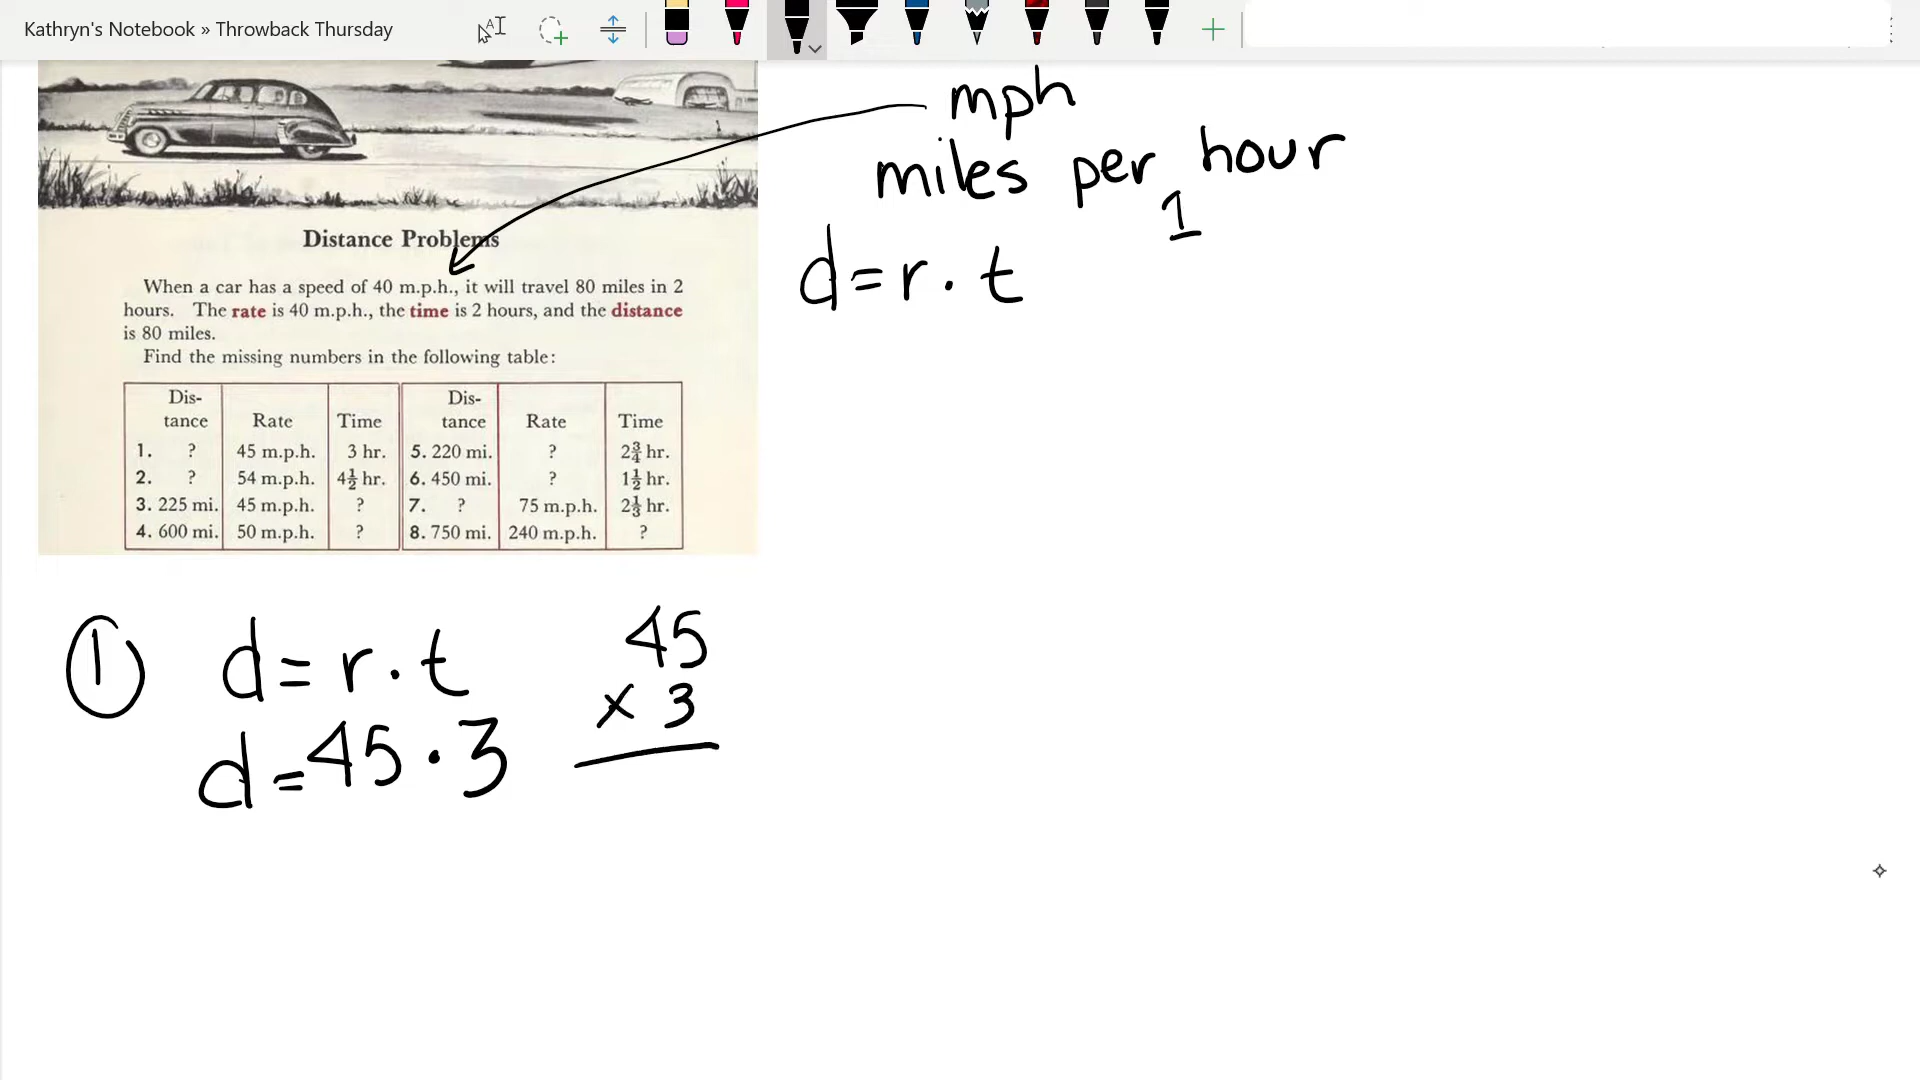 Kathryn's Notebook » Throwback Thursday
mph
miles per hour
1
d=r·t
Distance Problems
When a car has a speed of 40 m.p.h., it will travel 80 miles in 2
hours. The rate is 40 m.p.h., the time is 2 hours, and the distance
is 80 miles.
Find the missing numbers in the following table:
Dis-
tance Rate Time Dis-
tance Rate Time
1. ? 45 m.p.h. 3 hr. 5. 220 mi. ? 2¾ hr.
2. ? 54 m.p.h. 4½ hr. 6. 450 mi. ? 1½ hr.
3. 225 mi. 45 m.p.h. ? 7. ? 75 m.p.h. 2⅓ hr.
4. 600 mi. 50 m.p.h. ? 8. 750 mi. 240 m.p.h. ?
1 d=r·t
d=45·3
45
x 3